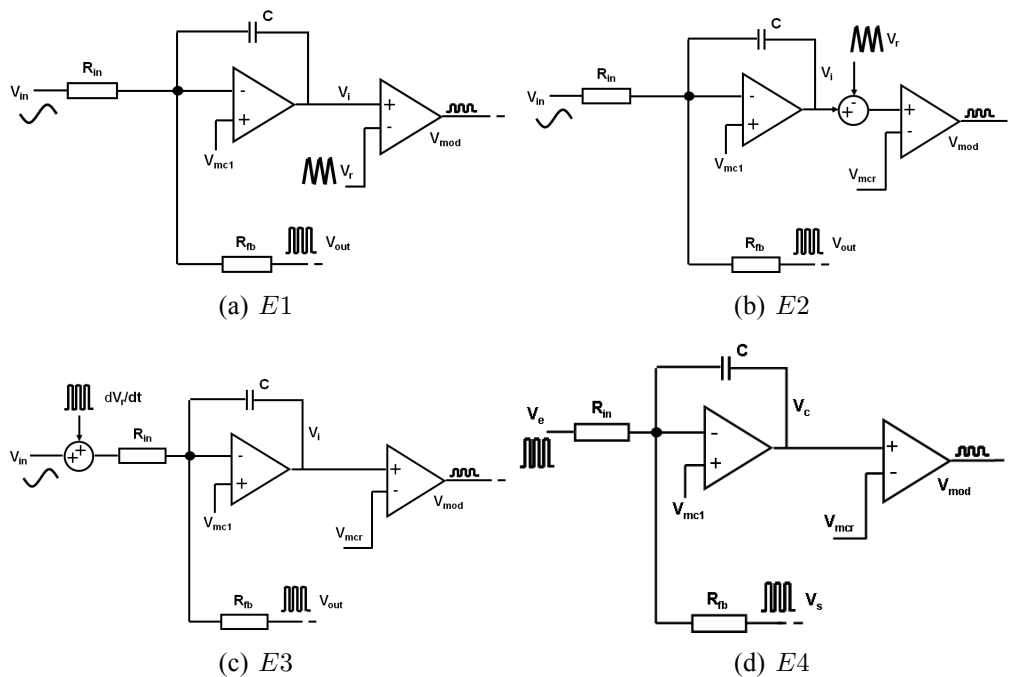 C
R_in
V_in
-
+
V_i
V_mc1
+
-
V_mod
V_r
R_fb
V_out
(a) E1
C
V_r
R_in
V_i
V_in
-
+
V_mc1
-
+
+
-
V_mod
V_mcr
R_fb
V_out
(b) E2
dV_r/dt
C
R_in
V_i
V_in
+
+
-
+
V_mc1
+
-
V_mod
V_mcr
R_fb
V_out
(c) E3
C
V_e
R_in
V_c
-
+
V_mc1
+
-
V_mod
V_mcr
R_fb
V_s
(d) E4